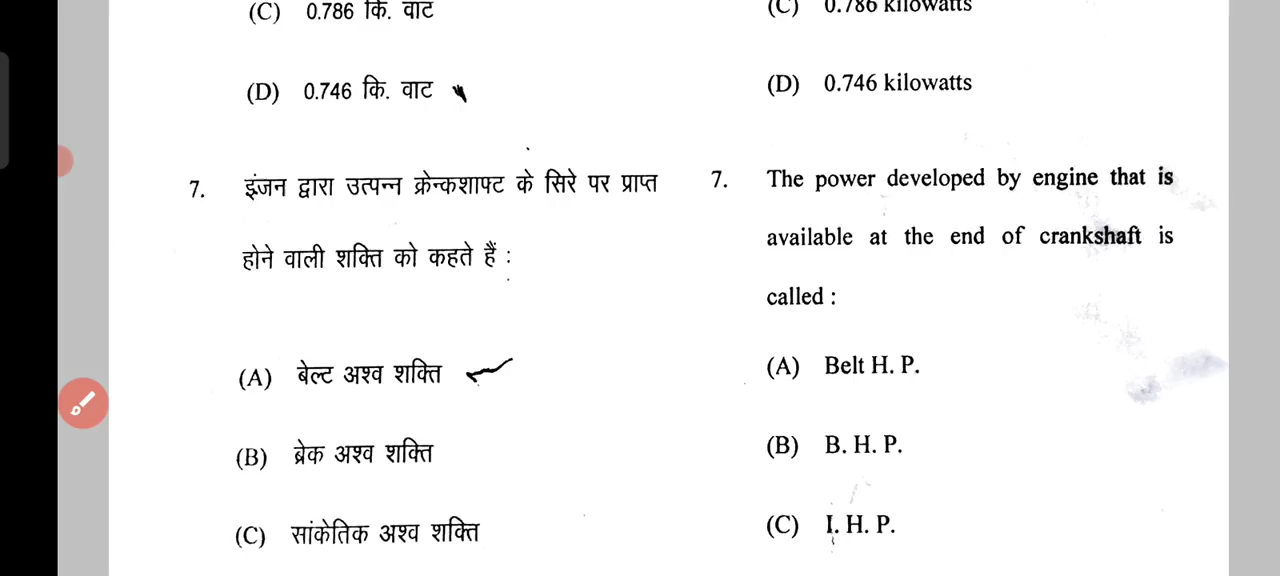 (C) 0.786 कि. वाट
(D) 0.746 कि. वाट
7. इंजन द्वारा उत्पन्न क्रेन्कशाफ्ट के सिरे पर प्राप्त
होने वाली शक्ति को कहते हैं :
(A) बेल्ट अश्व शक्ति
(B) ब्रेक अश्व शक्ति
(C) सांकेतिक अश्व शक्ति
(C) 0.786 kilowatts
(D) 0.746 kilowatts
7. The power developed by engine that is
available at the end of crankshaft is
called :
(A) Belt H. P.
(B) B. H. P.
(C) I. H. P.